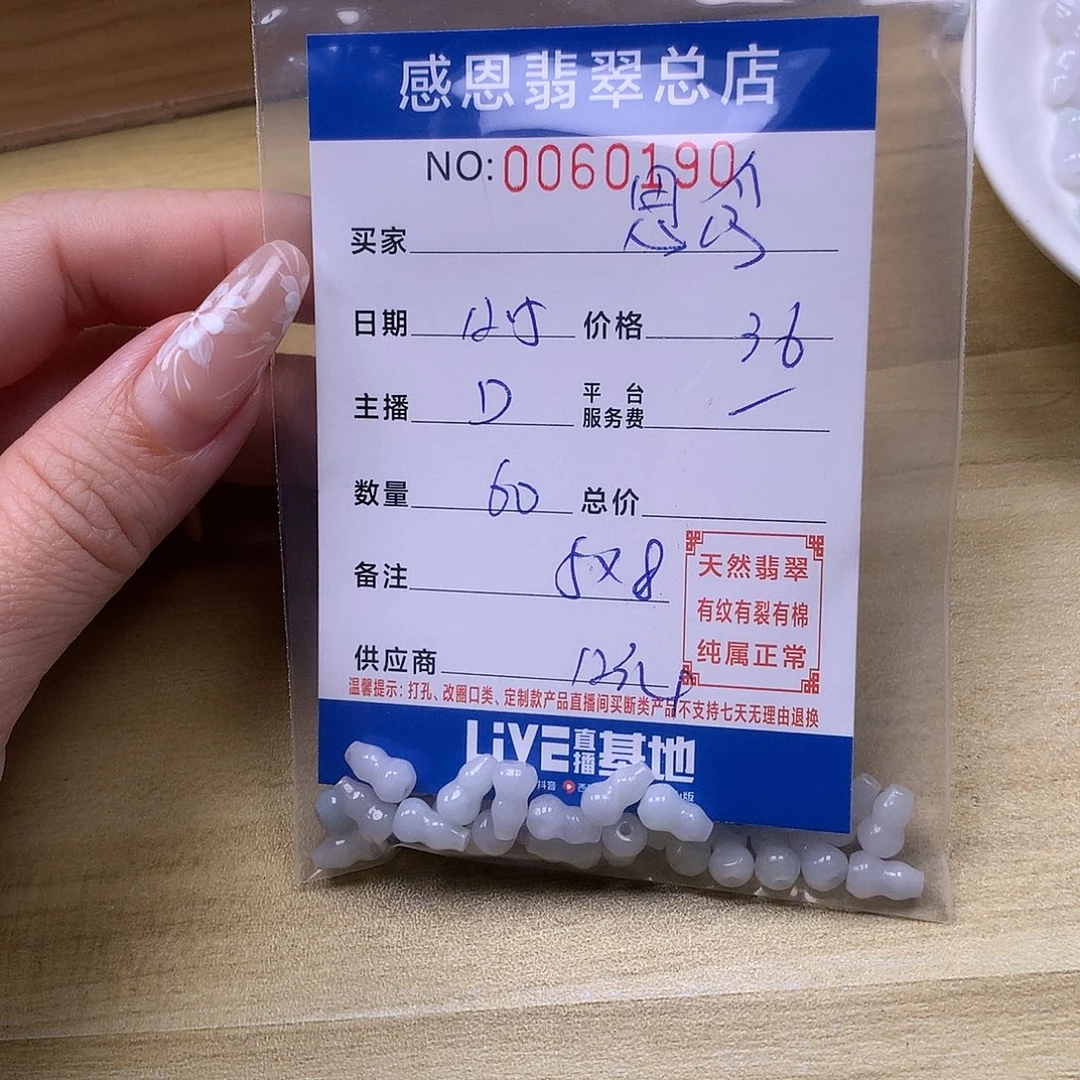 感恩翡翠总店
NO: 0060190
买家
日期 价格 36
主播 D 平台服务费 /
数量 60 总价
备注 5×8
供应商
天然翡翠
有纹有裂有棉
纯属正常
温馨提示：打孔、改圈口类、定制款产品直播间买断类产品不支持七天无理由退换
LiVE直播基地
抖音